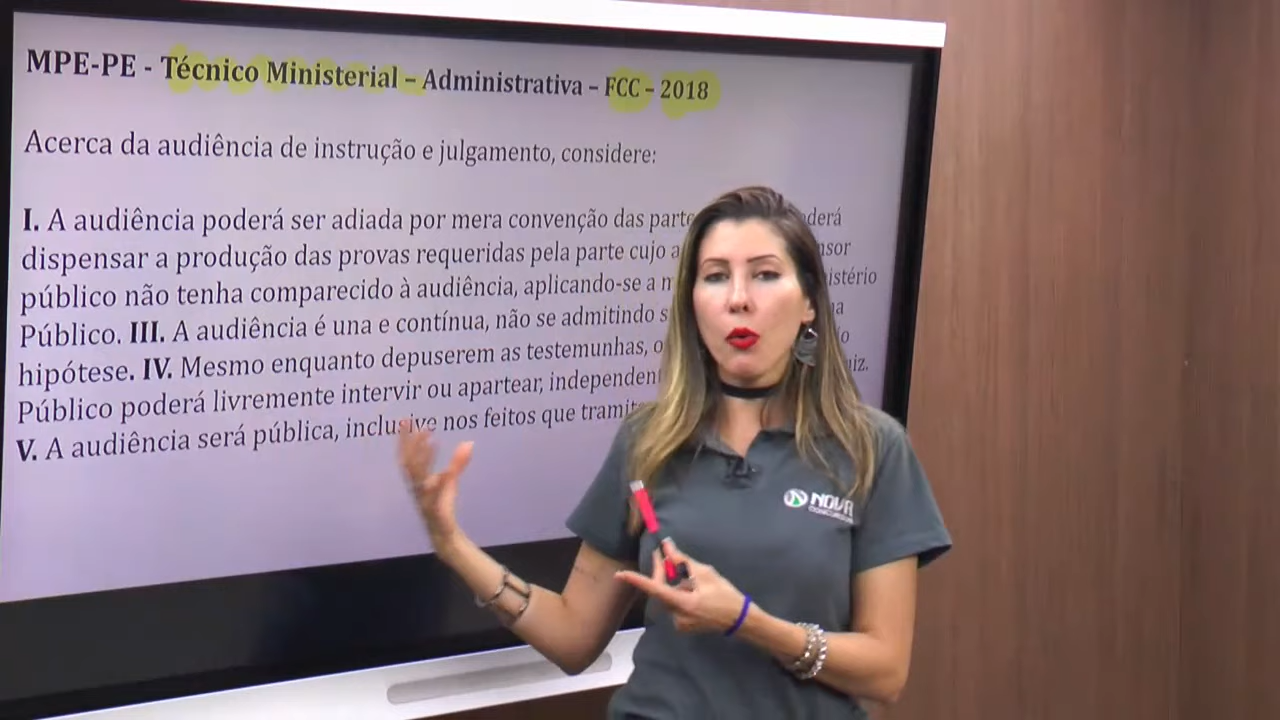 MPE-PE - Técnico Ministerial – Administrativa – FCC – 2018
Acerca da audiência de instrução e julgamento, considere:
I. A audiência poderá ser adiada por mera convenção das
dispensar a produção das provas requeridas pela parte cujo
público não tenha comparecido à audiência, aplicando-se a
Público. III. A audiência é una e contínua, não se admitindo
hipótese. IV. Mesmo enquanto depuserem as testemunhas,
Público poderá livremente intervir ou apartear,
V. A audiência será pública, inclusive nos feitos que
NOVA
CONCURSOS